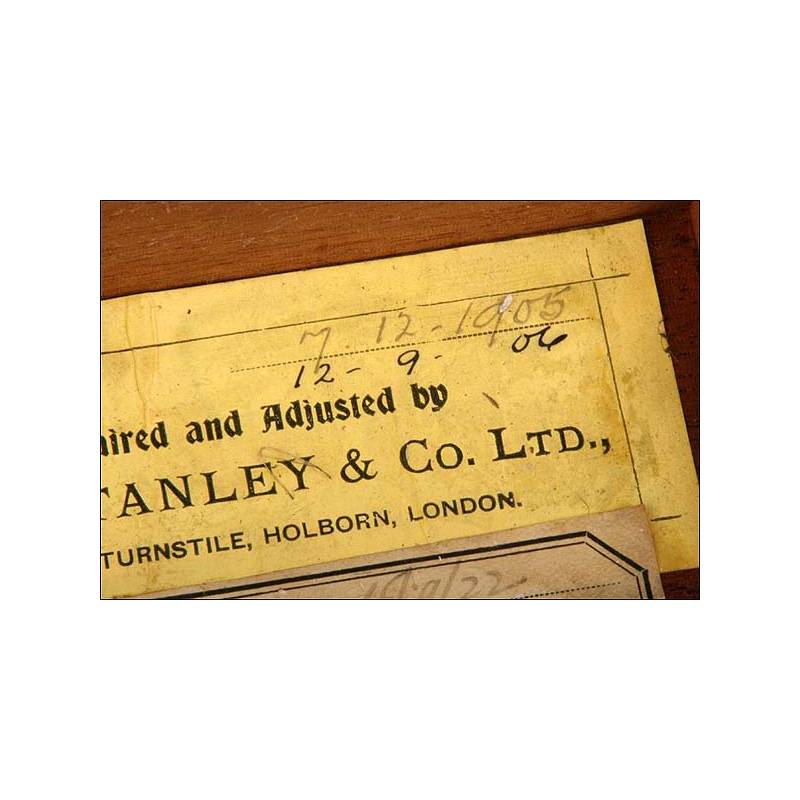 7. 12 - 1905
12 - 9 - 06
aired and Adjusted by
TANLEY & Co. LTD.,
TURNSTILE, HOLBORN, LONDON.